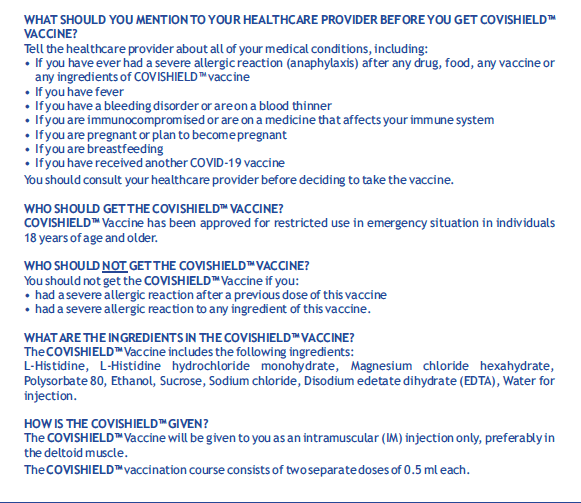 WHAT SHOULD YOU MENTION TO YOUR HEALTHCARE PROVIDER BEFORE YOU GET COVISHIELD™
VACCINE?
Tell the healthcare provider about all of your medical conditions, including:
• If you have ever had a severe allergic reaction (anaphylaxis) after any drug, food, any vaccine or
any ingredients of COVISHIELD™ vaccine
• If you have fever
• If you have a bleeding disorder or are on a blood thinner
• If you are immunocompromised or are on a medicine that affects your immune system
• If you are pregnant or plan to become pregnant
• If you are breastfeeding
• If you have received another COVID-19 vaccine
You should consult your healthcare provider before deciding to take the vaccine.
WHO SHOULD GET THE COVISHIELD™ VACCINE?
COVISHIELD™ Vaccine has been approved for restricted use in emergency situation in individuals
18 years of age and older.
WHO SHOULD NOT GET THE COVISHIELD™ VACCINE?
You should not get the COVISHIELD™ Vaccine if you:
• had a severe allergic reaction after a previous dose of this vaccine
• had a severe allergic reaction to any ingredient of this vaccine.
WHAT ARE THE INGREDIENTS IN THE COVISHIELD™ VACCINE?
The COVISHIELD™ Vaccine includes the following ingredients:
L-Histidine, L-Histidine hydrochloride monohydrate, Magnesium chloride hexahydrate,
Polysorbate 80, Ethanol, Sucrose, Sodium chloride, Disodium edetate dihydrate (EDTA), Water for
injection.
HOW IS THE COVISHIELD™ GIVEN?
The COVISHIELD™ Vaccine will be given to you as an intramuscular (IM) injection only, preferably in
the deltoid muscle.
The COVISHIELD™ vaccination course consists of two separate doses of 0.5 ml each.